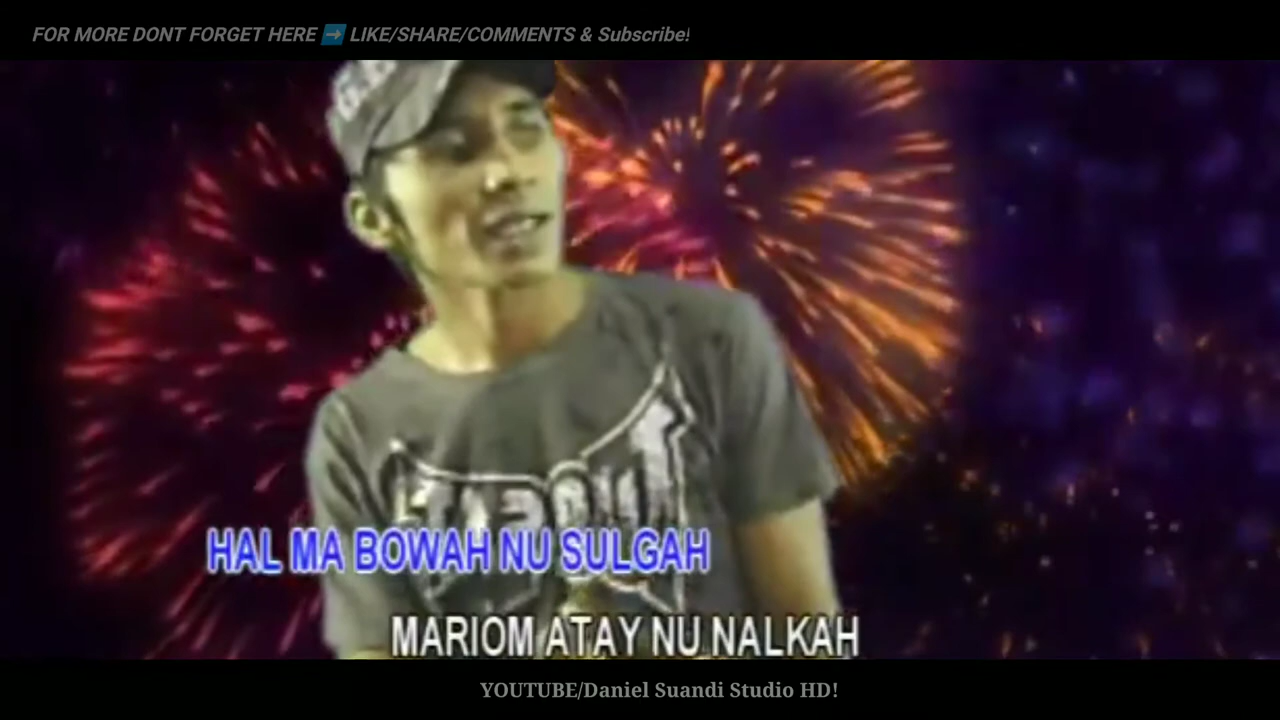 FOR MORE DONT FORGET HERE ➡ LIKE/SHARE/COMMENTS & Subscribe!
HAL MA BOWAH NU SULGAH
MARIOM ATAY NU NALKAH
YOUTUBE/Daniel Suandi Studio HD!